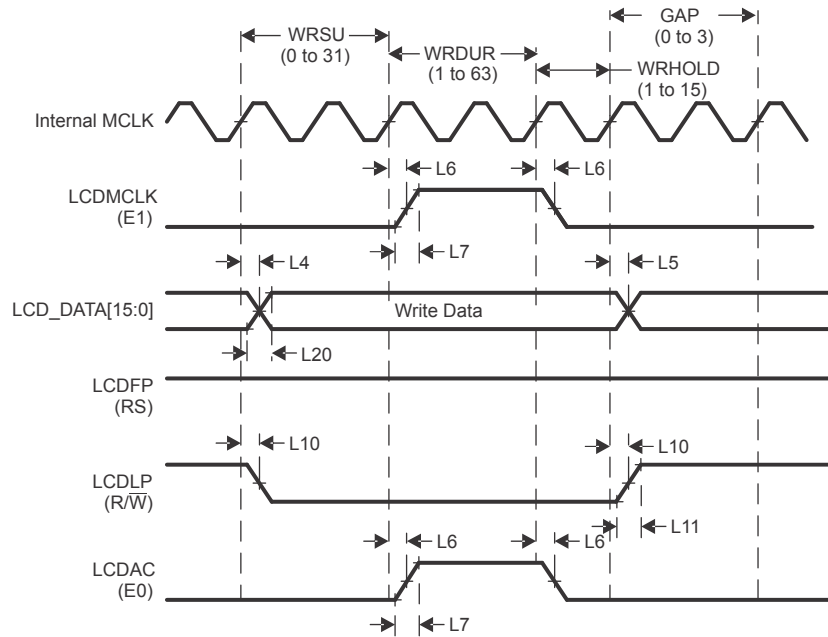 GAP
(0 to 3)
WRSU
(0 to 31)
WRDUR
(1 to 63)
WRHOLD
(1 to 15)
Internal MCLK
L6 L6
LCDMCLK
(E1)
L7
L4 L5
LCD_DATA[15:0] Write Data
L20
LCDFP
(RS)
L10 L10
LCDLP
(R/W̅)
L11
L6 L6
LCDAC
(E0)
L7